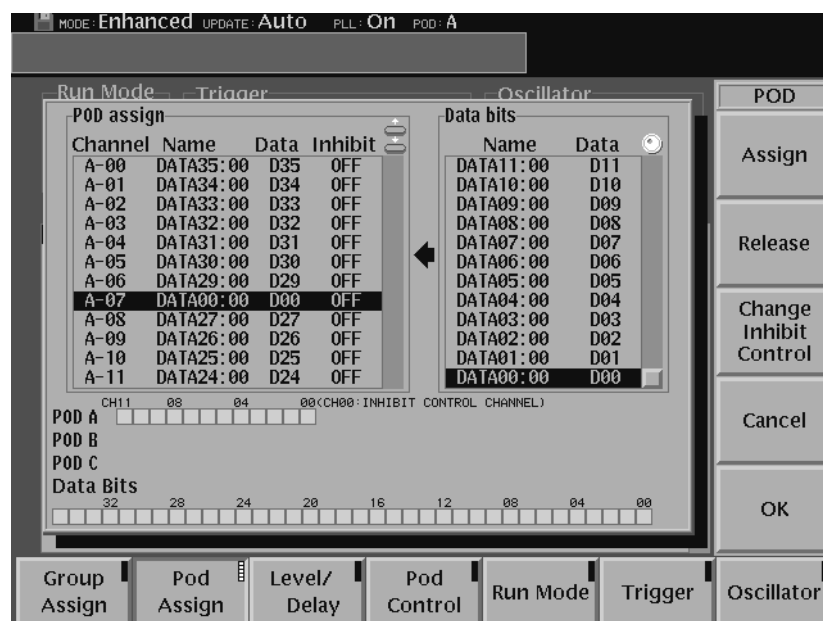 MODE: Enhanced UPDATE: Auto PLL: On POD: A
Run Mode Trigger Oscillator
POD assign
Channel Name Data Inhibit
A-00 DATA35:00 D35 OFF
A-01 DATA34:00 D34 OFF
A-02 DATA33:00 D33 OFF
A-03 DATA32:00 D32 OFF
A-04 DATA31:00 D31 OFF
A-05 DATA30:00 D30 OFF
A-06 DATA29:00 D29 OFF
A-07 DATA00:00 D00 OFF
A-08 DATA27:00 D27 OFF
A-09 DATA26:00 D26 OFF
A-10 DATA25:00 D25 OFF
A-11 DATA24:00 D24 OFF
Data bits
Name Data
DATA11:00 D11
DATA10:00 D10
DATA09:00 D09
DATA08:00 D08
DATA07:00 D07
DATA06:00 D06
DATA05:00 D05
DATA04:00 D04
DATA03:00 D03
DATA02:00 D02
DATA01:00 D01
DATA00:00 D00
CH11 08 04 00(CH00:INHIBIT CONTROL CHANNEL)
POD A
POD B
POD C
Data Bits
32 28 24 20 16 12 08 04 00
POD
Assign
Release
Change
Inhibit
Control
Cancel
OK
Group
Assign
Pod
Assign
Level/
Delay
Pod
Control
Run Mode
Trigger
Oscillator